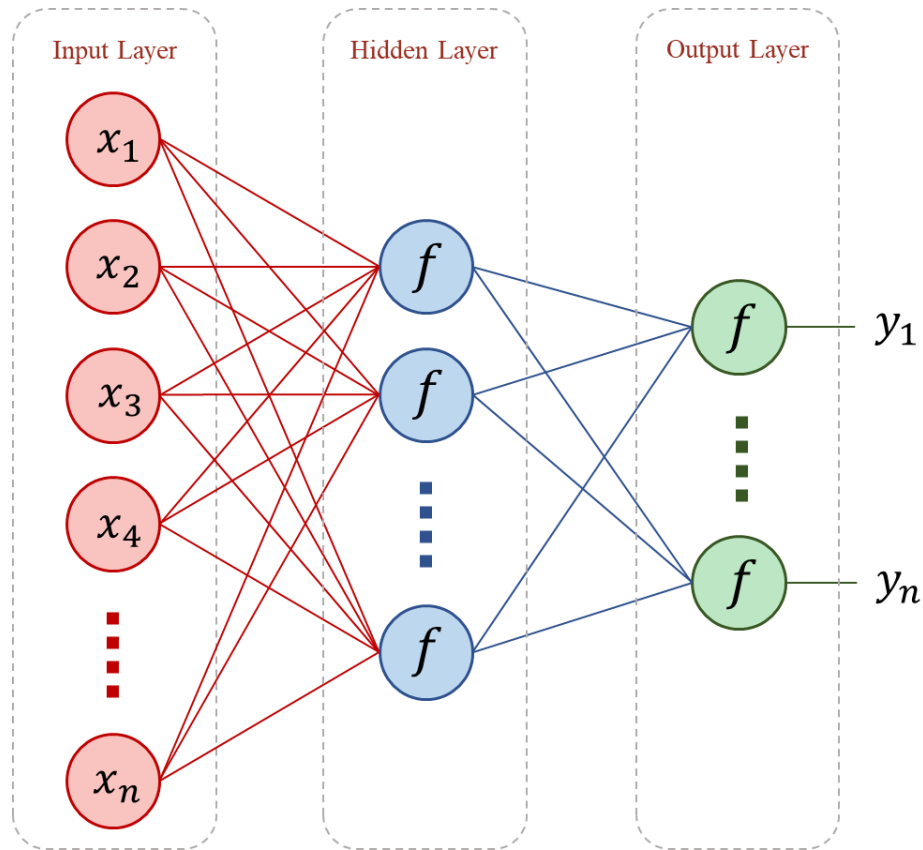 Input Layer
Hidden Layer
Output Layer
x₁
x₂
x₃
x₄
xₙ
f
f
f
f
f
y₁
yₙ